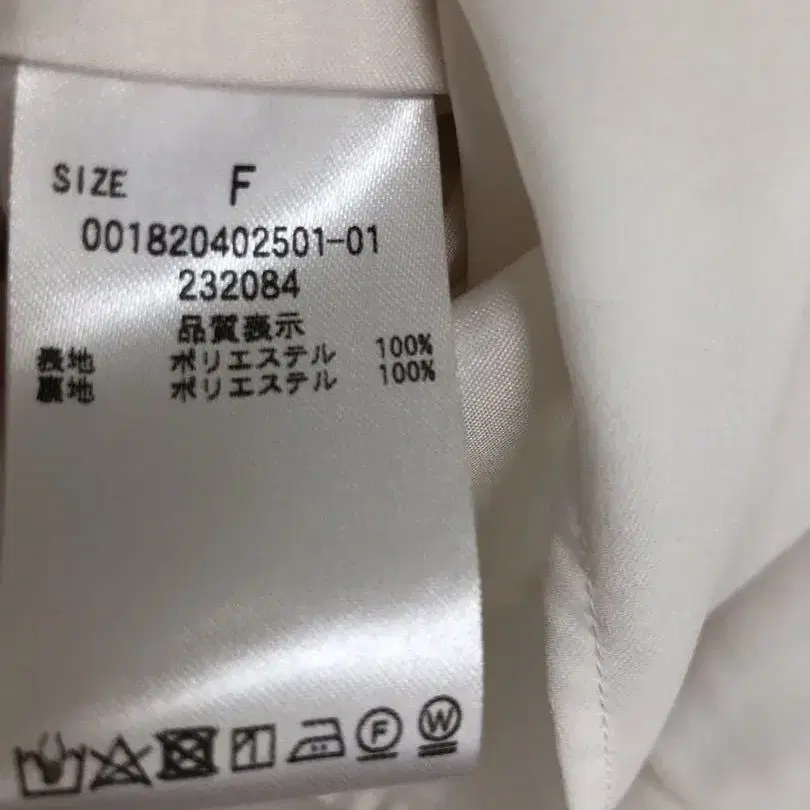 SIZE F
001820402501-01
232084
品質表示
表地 ポリエステル 100%
裏地 ポリエステル 100%
F W